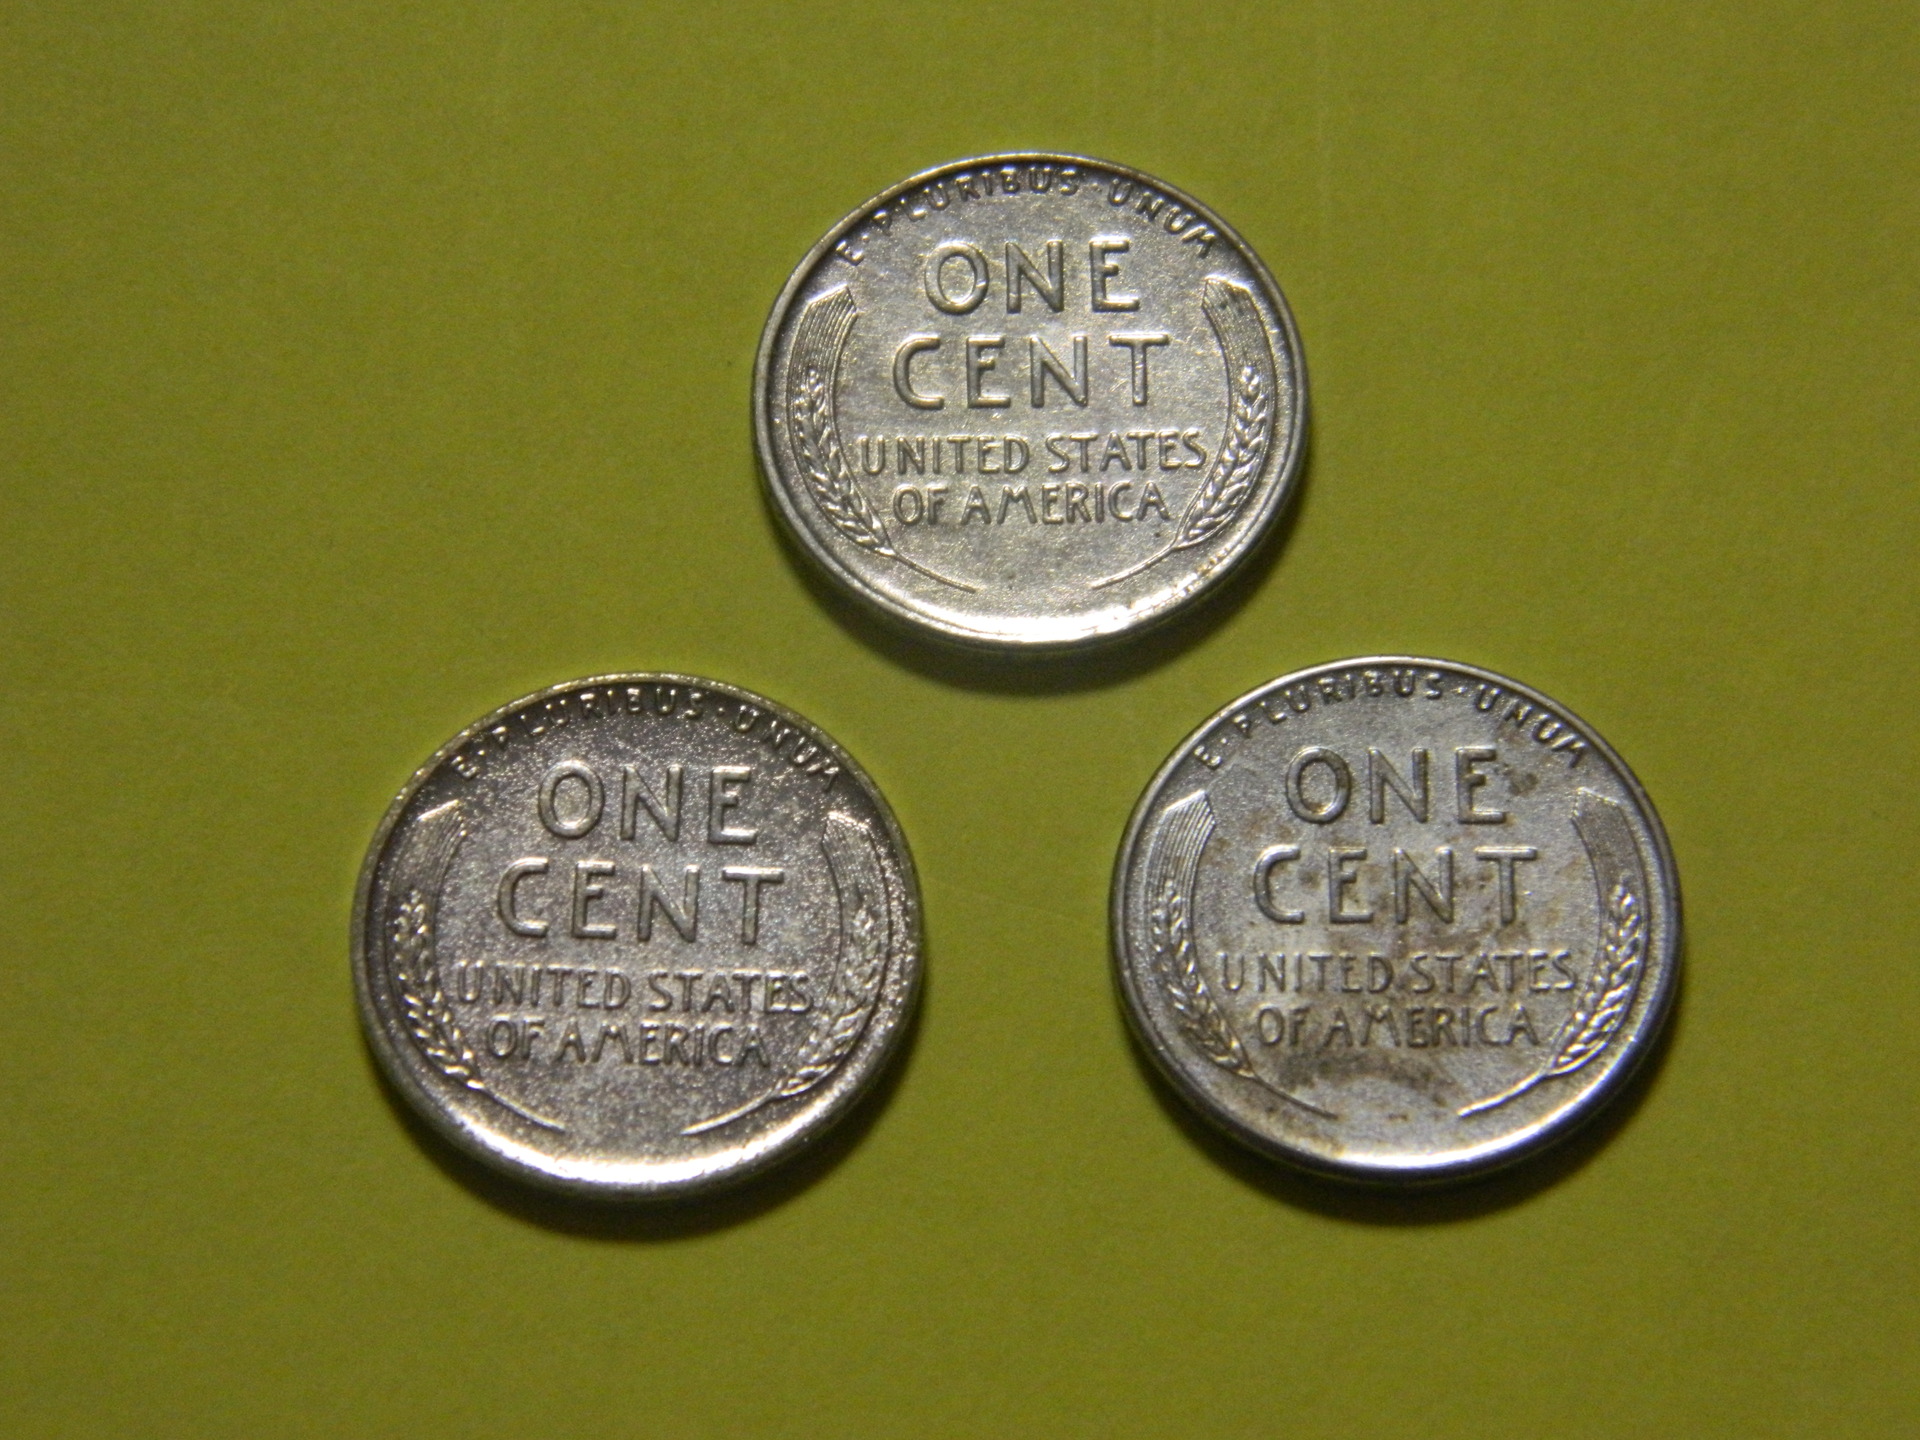 E·PLURIBUS·UNUM
ONE
CENT
UNITED STATES
OF AMERICA
E·PLURIBUS·UNUM
ONE
CENT
UNITED STATES
OF AMERICA
E·PLURIBUS·UNUM
ONE
CENT
UNITED STATES
OF AMERICA